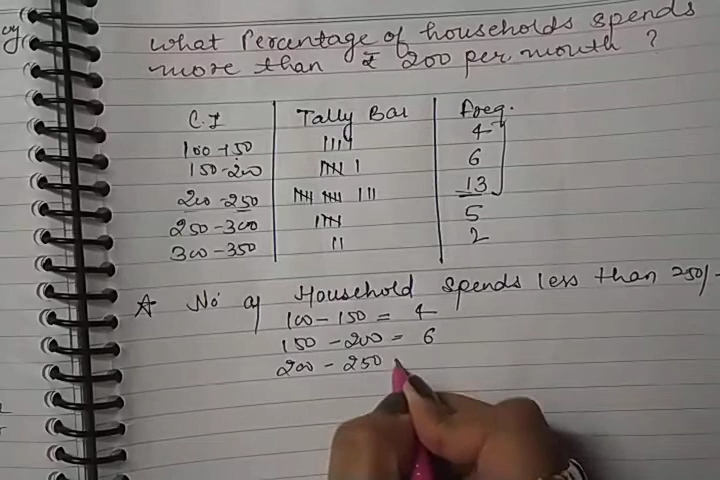 What Percentage of households spends
more than ₹ 200 per month ?
C.I Tally Bar Freq.
100-150 |||| 4
150-200 𝍸 | 6
200-250 𝍸 𝍸 ||| 13
250-300 𝍸 5
300-350 || 2
A No of Household spends less than 250/-
100-150 = 4
150-200 = 6
200-250